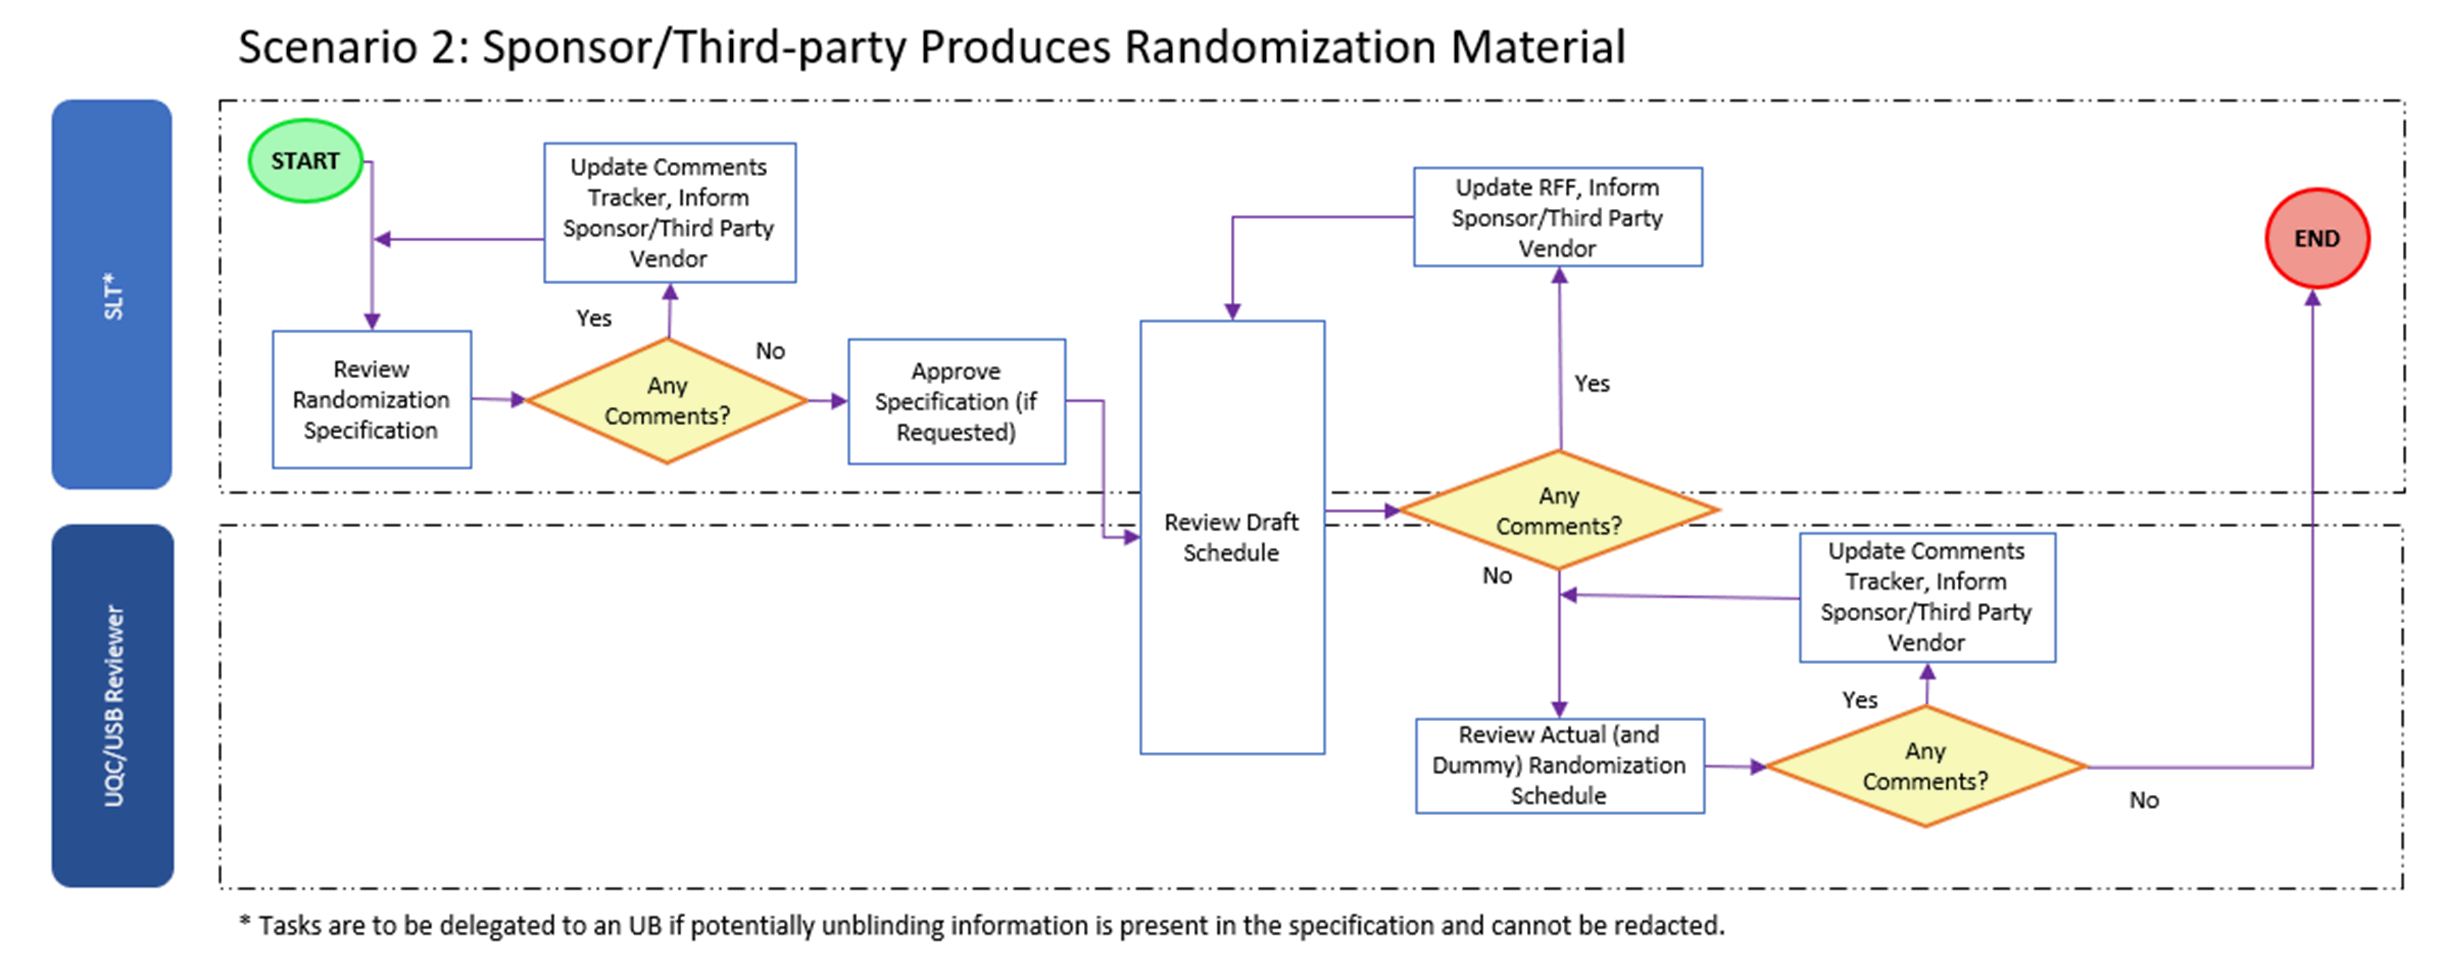 Scenario 2: Sponsor/Third-party Produces Randomization Material
SLT*
START
Update Comments
Tracker, Inform
Sponsor/Third Party
Vendor
Yes
Review
Randomization
Specification
Any
Comments?
No
Approve
Specification (if
Requested)
Update RFF, Inform
Sponsor/Third Party
Vendor
Yes
END
Review Draft
Schedule
Any
Comments?
No
UQC/USB Reviewer
Update Comments
Tracker, Inform
Sponsor/Third Party
Vendor
Yes
Review Actual (and
Dummy) Randomization
Schedule
Any
Comments?
No
* Tasks are to be delegated to an UB if potentially unblinding information is present in the specification and cannot be redacted.